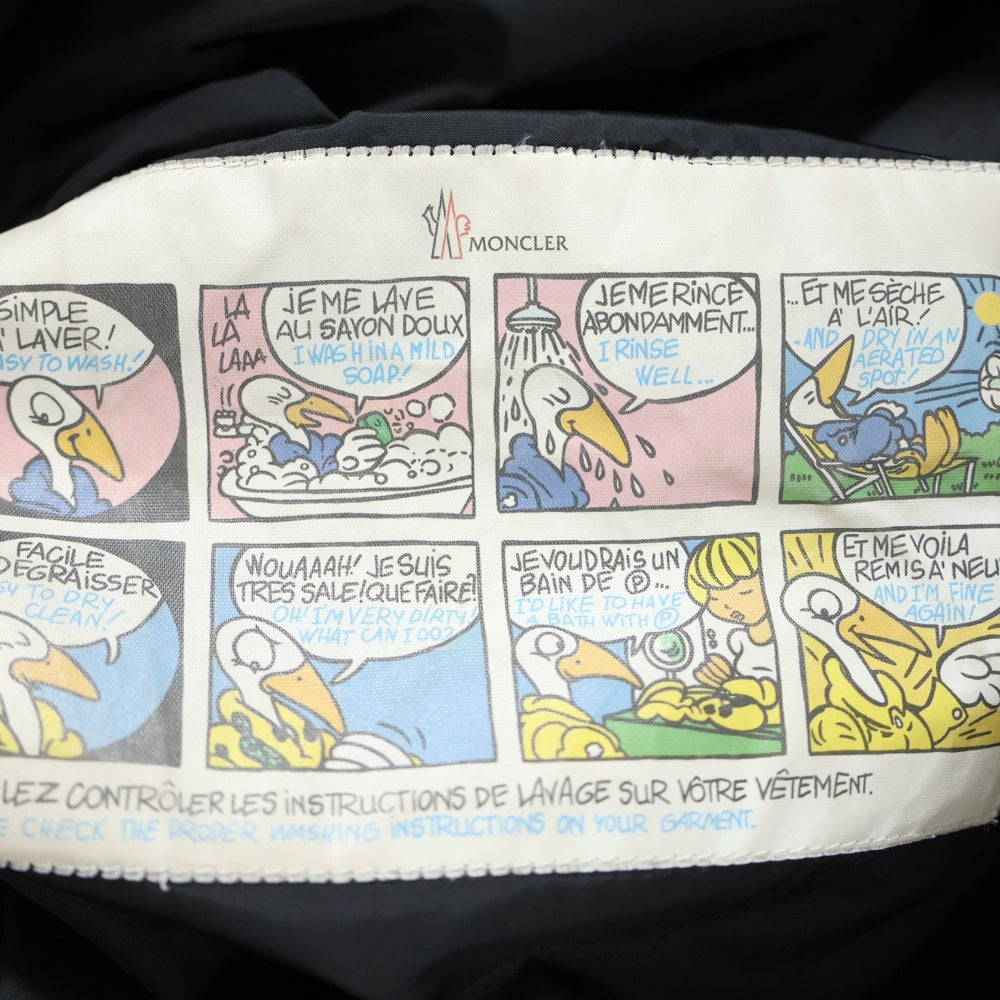 MONCLER
SIMPLE
A' LAVER!
ASY TO WASH!
LA
LA
LAAA
JE ME LAVE
AU SAVON DOUX
I WASH IN A MILD
SOAP!
JE ME RINCE
ABONDAMMENT...
I RINSE
WELL...
...ET ME SÈCHE
A' L'AIR!
..AND DRY IN AN
AERATED
SPOT!
FACILE
DEGRAISSER
SY TO DRY
CLEAN!
WOUAAAH! JE SUIS
TRES SALE! QUE FAIRE?
OH! I'M VERY DIRTY!
WHAT CAN I DO?
JE VOUDRAIS UN
BAIN DE Ⓟ...
I'D LIKE TO HAVE
A BATH WITH Ⓟ
ET ME VOILA
REMIS A' NEU
AND I'M FINE
AGAIN!
LEZ CONTRÔLER LES INSTRUCTIONS DE LAVAGE SUR VÔTRE VÊTEMENT.
E CHECK THE PROPER WASHING INSTRUCTIONS ON YOUR GARMENT.